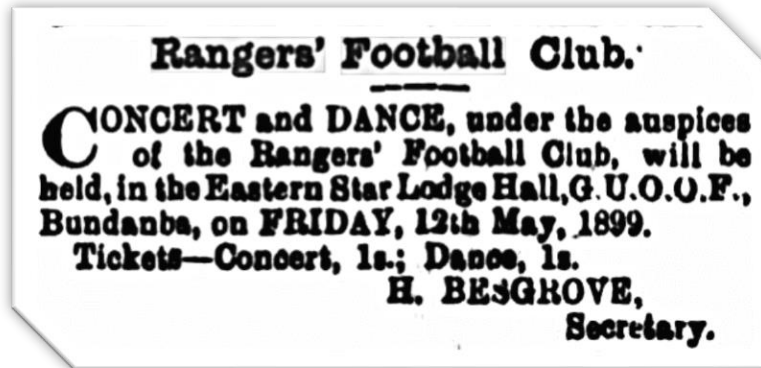 Rangers' Football Club.
CONCERT and DANCE, under the auspices
of the Rangers' Football Club, will be
held, in the Eastern Star Lodge Hall, G.U.O.O.F.,
Bundanba, on FRIDAY, 12th May, 1899.
Tickets—Concert, 1s.; Dance, 1s.
H. BESGROVE,
Secretary.